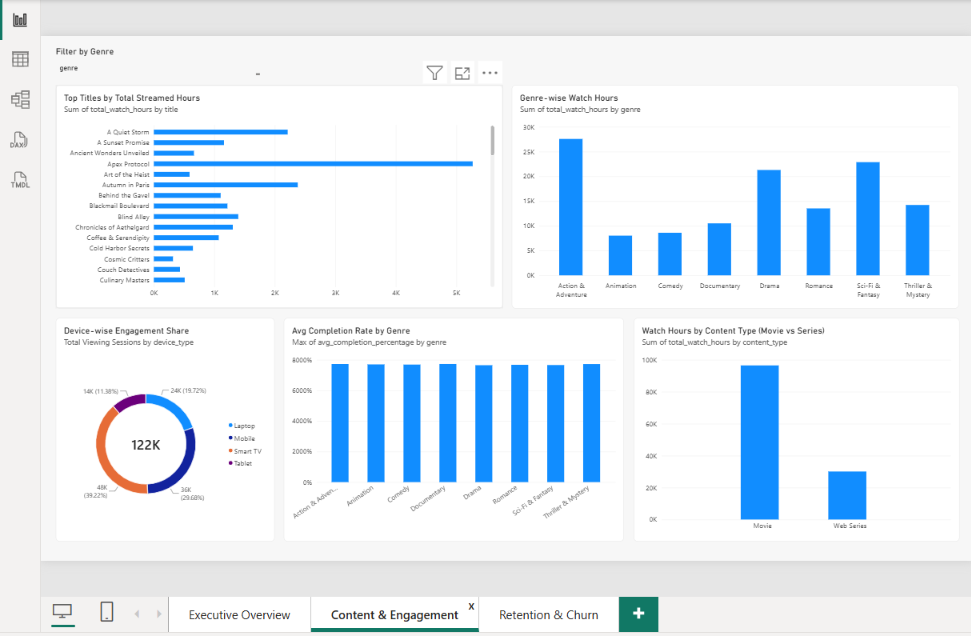 Filter by Genre
genre
DAX
TMDL
Top Titles by Total Streamed Hours
Sum of total_watch_hours by title
A Quiet Storm
A Sunset Promise
Ancient Wonders Unveiled
Apex Protocol
Art of the Heist
Autumn in Paris
Behind the Gavel
Blackmail Boulevard
Blind Alley
Chronicles of Aethelgard
Coffee & Serendipity
Cold Harbor Secrets
Cosmic Critters
Couch Detectives
Culinary Masters
0K 1K 2K 3K 4K 5K
Genre-wise Watch Hours
Sum of total_watch_hours by genre
30K
25K
20K
15K
10K
5K
0K
Action & Adventure
Animation
Comedy
Documentary
Drama
Romance
Sci-Fi & Fantasy
Thriller & Mystery
Device-wise Engagement Share
Total Viewing Sessions by device_type
14K (11.38%)
24K (19.72%)
122K
48K (39.22%)
36K (29.68%)
Laptop
Mobile
Smart TV
Tablet
Avg Completion Rate by Genre
Max of avg_completion_percentage by genre
8000%
6000%
4000%
2000%
0%
Action & Adven...
Animation
Comedy
Documentary
Drama
Romance
Sci-Fi & Fantasy
Thriller & Mystery
Watch Hours by Content Type (Movie vs Series)
Sum of total_watch_hours by content_type
100K
80K
60K
40K
20K
0K
Movie
Web Series
Executive Overview
Content & Engagement
x
Retention & Churn
+